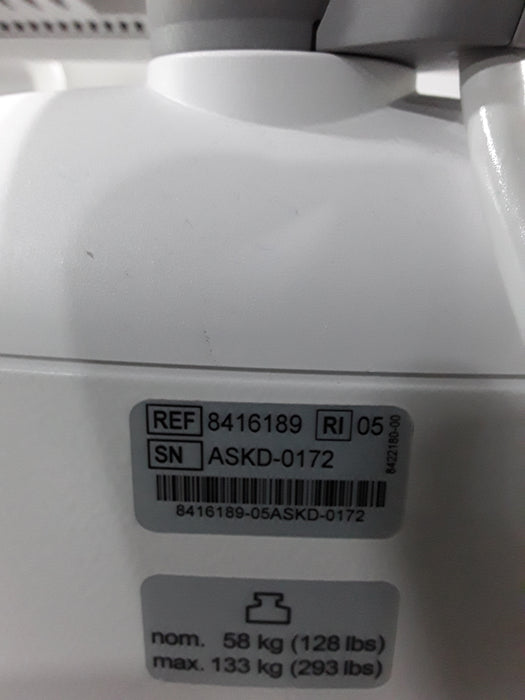 REF 8416189 RI 05
SN ASKD-0172
8422180-00
8416189-05ASKD-0172
nom. 58 kg (128 lbs)
max. 133 kg (293 lbs)